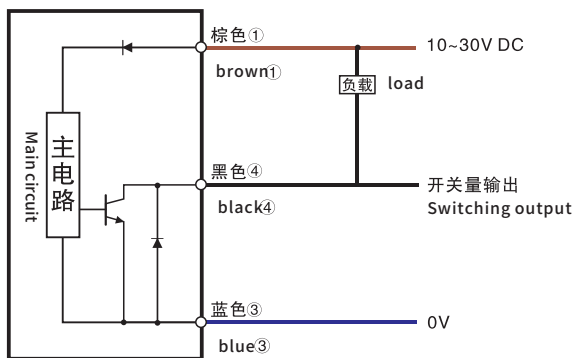 棕色①
10~30V DC
brown①
负载 load
主电路
Main circuit
黑色④
开关量输出
black④
Switching output
蓝色③
0V
blue③